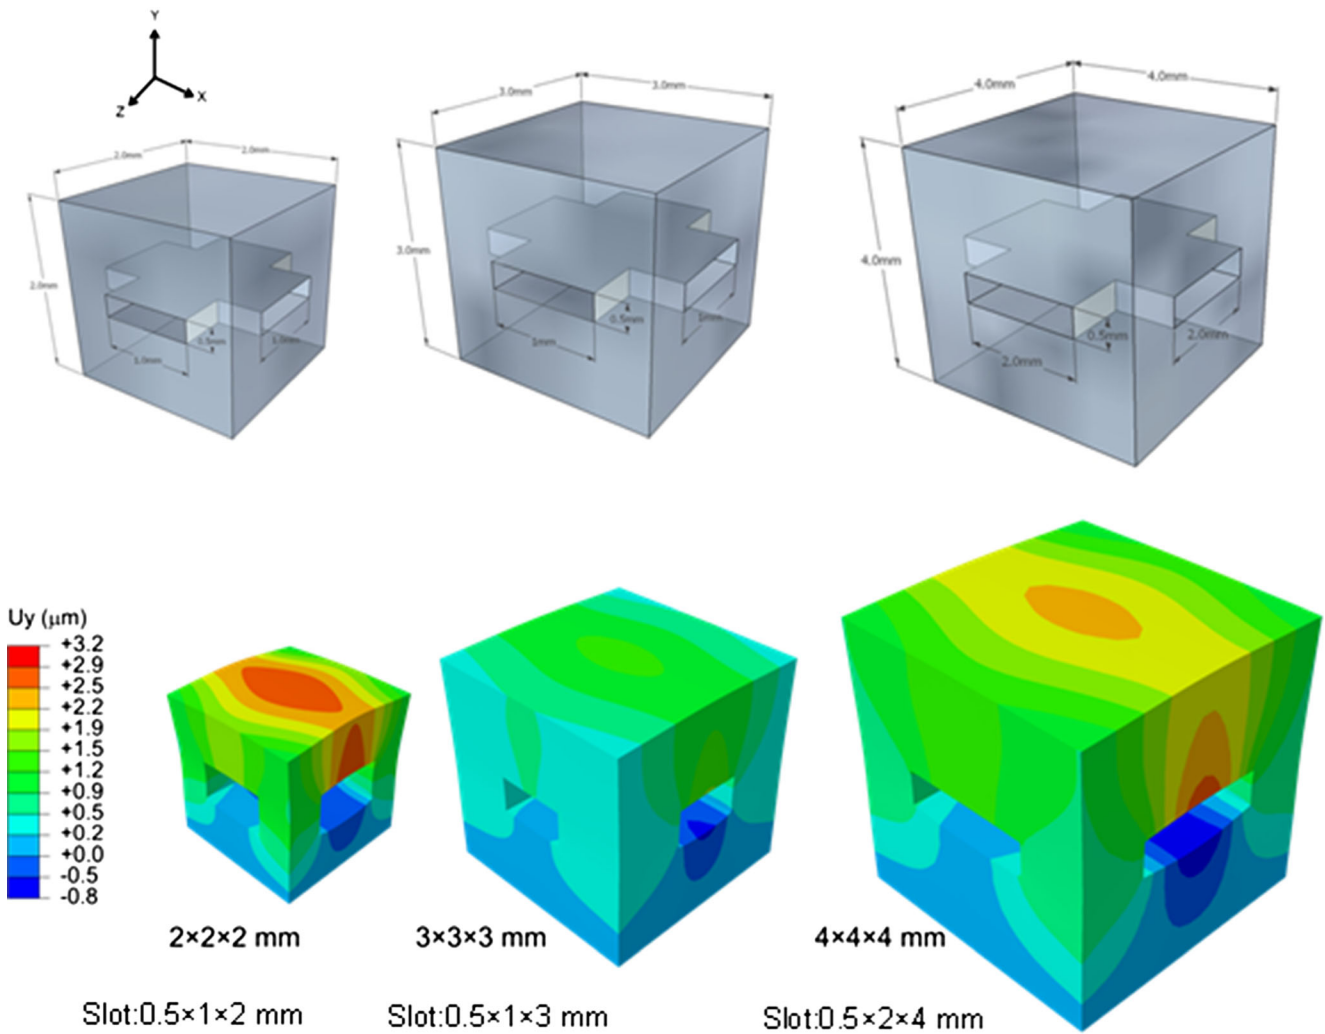 Y
X
Z
2.0mm
2.0mm
2.0mm
1.0mm
0.5mm
1.0mm
3.0mm
3.0mm
3.0mm
1mm
0.5mm
1mm
4.0mm
4.0mm
4.0mm
2.0mm
0.5mm
2.0mm
Uy (μm)
+3.2
+2.9
+2.5
+2.2
+1.9
+1.5
+1.2
+0.9
+0.5
+0.2
+0.0
-0.5
-0.8
2×2×2 mm
3×3×3 mm
4×4×4 mm
Slot:0.5×1×2 mm
Slot:0.5×1×3 mm
Slot:0.5×2×4 mm